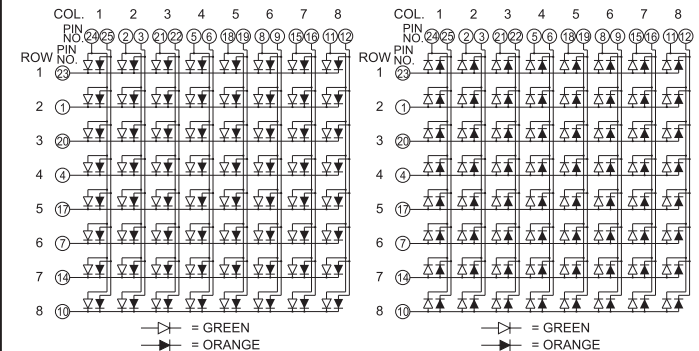 COL. 1 2 3 4 5 6 7 8
PIN NO. 24 25 2 3 21 22 5 6 18 19 8 9 15 16 11 12
ROW PIN NO.
1 23
2 1
3 20
4 4
5 17
6 7
7 14
8 10
= GREEN
= ORANGE
COL. 1 2 3 4 5 6 7 8
PIN NO. 24 25 2 3 21 22 5 6 18 19 8 9 15 16 11 12
ROW PIN NO.
1 23
2 1
3 20
4 4
5 17
6 7
7 14
8 10
= GREEN
= ORANGE